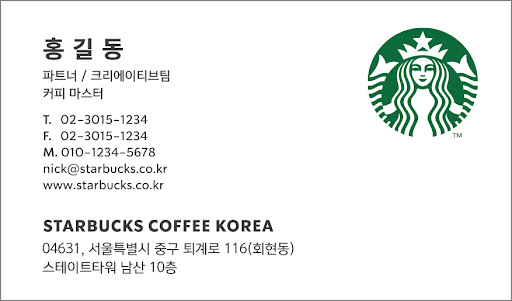 홍길동
파트너 / 크리에이티브팀
커피 마스터
T. 02-3015-1234
F. 02-3015-1234
M. 010-1234-5678
nick@starbucks.co.kr
www.starbucks.co.kr
STARBUCKS COFFEE KOREA
04631, 서울특별시 중구 퇴계로 116(회현동)
스테이트타워 남산 10층
TM